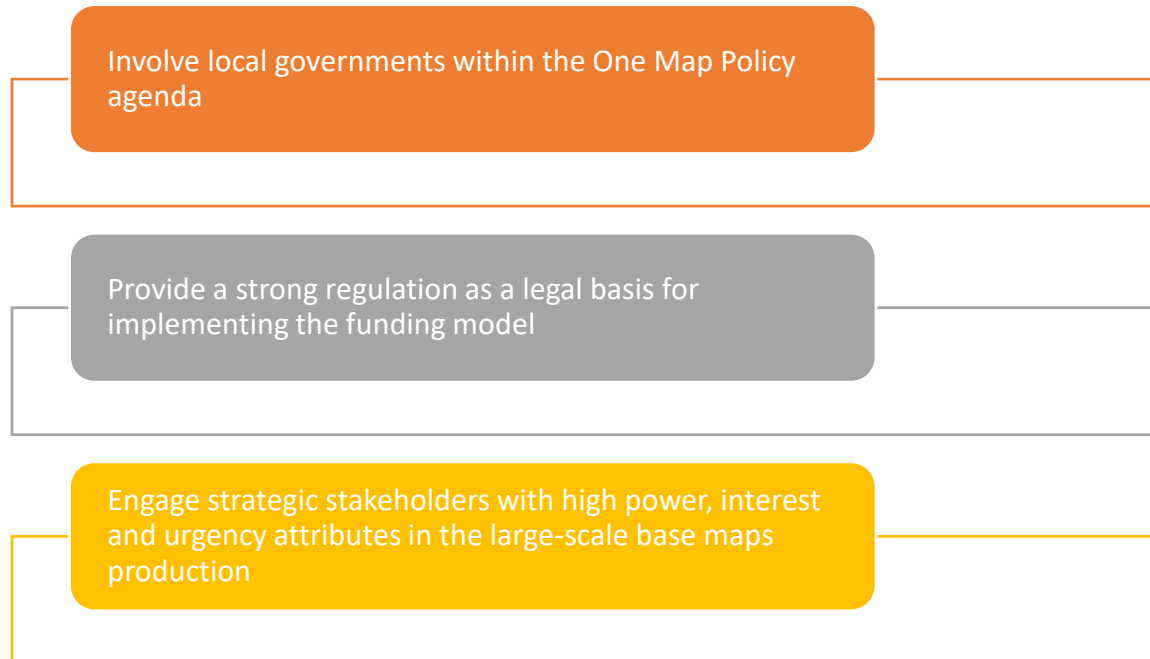 Involve local governments within the One Map Policy
agenda
Provide a strong regulation as a legal basis for
implementing the funding model
Engage strategic stakeholders with high power, interest
and urgency attributes in the large-scale base maps
production